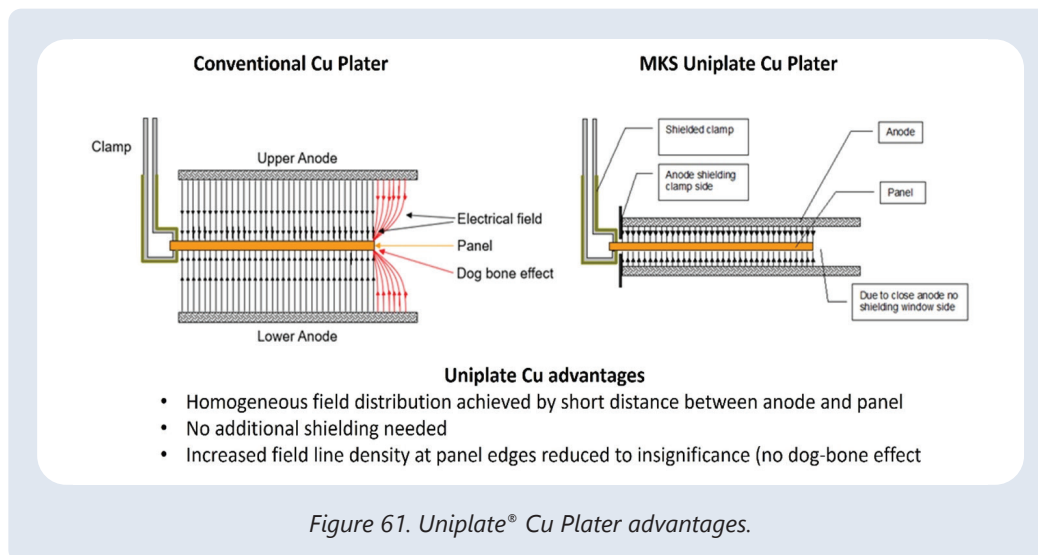 Conventional Cu Plater
Clamp
Upper Anode
Electrical field
Panel
Dog bone effect
Lower Anode
MKS Uniplate Cu Plater
Shielded clamp
Anode
Anode shielding
clamp side
Panel
Due to close anode no
shielding window side
Uniplate Cu advantages
• Homogeneous field distribution achieved by short distance between anode and panel
• No additional shielding needed
• Increased field line density at panel edges reduced to insignificance (no dog-bone effect
Figure 61. Uniplate® Cu Plater advantages.